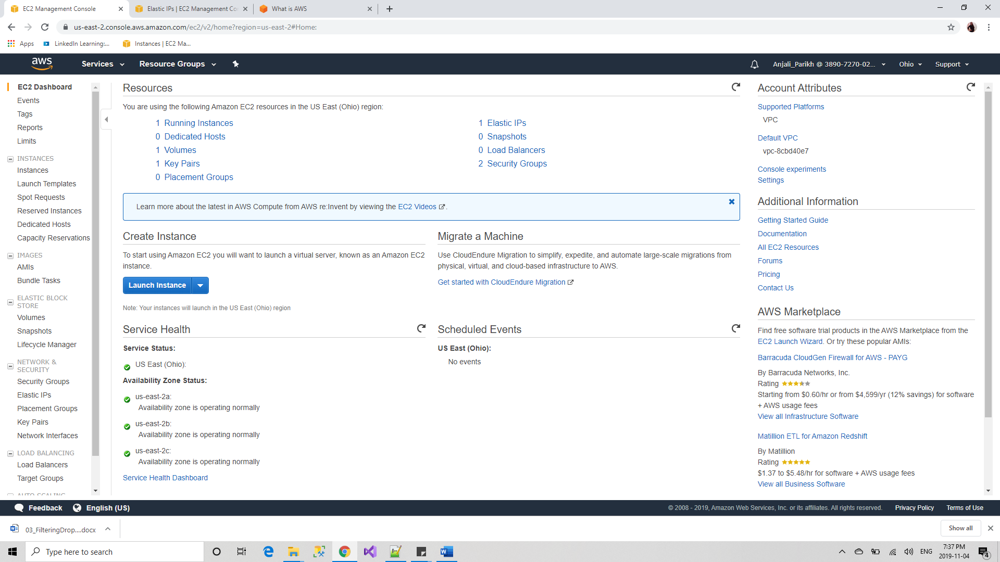 EC2 Management Console
Elastic IPs | EC2 Management Co
What is AWS
us-east-2.console.aws.amazon.com/ec2/v2/home?region=us-east-2#Home:
Apps
LinkedIn Learning:...
Instances | EC2 Ma...
aws
Services
Resource Groups
Anjali_Parikh @ 3890-7270-02...
Ohio
Support
EC2 Dashboard
Events
Tags
Reports
Limits
INSTANCES
Instances
Launch Templates
Spot Requests
Reserved Instances
Dedicated Hosts
Capacity Reservations
IMAGES
AMIs
Bundle Tasks
ELASTIC BLOCK
STORE
Volumes
Snapshots
Lifecycle Manager
NETWORK &
SECURITY
Security Groups
Elastic IPs
Placement Groups
Key Pairs
Network Interfaces
LOAD BALANCING
Load Balancers
Target Groups
AUTO SCALING
Resources
You are using the following Amazon EC2 resources in the US East (Ohio) region:
1 Running Instances
0 Dedicated Hosts
1 Volumes
1 Key Pairs
0 Placement Groups
1 Elastic IPs
0 Snapshots
0 Load Balancers
2 Security Groups
Learn more about the latest in AWS Compute from AWS re:Invent by viewing the EC2 Videos.
Create Instance
To start using Amazon EC2 you will want to launch a virtual server, known as an Amazon EC2
instance.
Launch Instance
Note: Your instances will launch in the US East (Ohio) region
Migrate a Machine
Use CloudEndure Migration to simplify, expedite, and automate large-scale migrations from
physical, virtual, and cloud-based infrastructure to AWS.
Get started with CloudEndure Migration
Service Health
Service Status:
US East (Ohio):
Availability Zone Status:
us-east-2a:
Availability zone is operating normally
us-east-2b:
Availability zone is operating normally
us-east-2c:
Availability zone is operating normally
Service Health Dashboard
Scheduled Events
US East (Ohio):
No events
Account Attributes
Supported Platforms
VPC
Default VPC
vpc-8cbd40e7
Console experiments
Settings
Additional Information
Getting Started Guide
Documentation
All EC2 Resources
Forums
Pricing
Contact Us
AWS Marketplace
Find free software trial products in the AWS Marketplace from the
EC2 Launch Wizard. Or try these popular AMIs:
Barracuda CloudGen Firewall for AWS - PAYG
By Barracuda Networks, Inc.
Rating
Starting from $0.60/hr or from $4,599/yr (12% savings) for software
+ AWS usage fees
View all Infrastructure Software
Matillion ETL for Amazon Redshift
By Matillion
Rating
$1.37 to $5.48/hr for software + AWS usage fees
View all Business Software
Feedback
English (US)
© 2008 - 2019, Amazon Web Services, Inc. or its affiliates. All rights reserved.
Privacy Policy
Terms of Use
03_FilteringDrop....docx
Show all
Type here to search
ENG
7:37 PM
2019-11-04
4